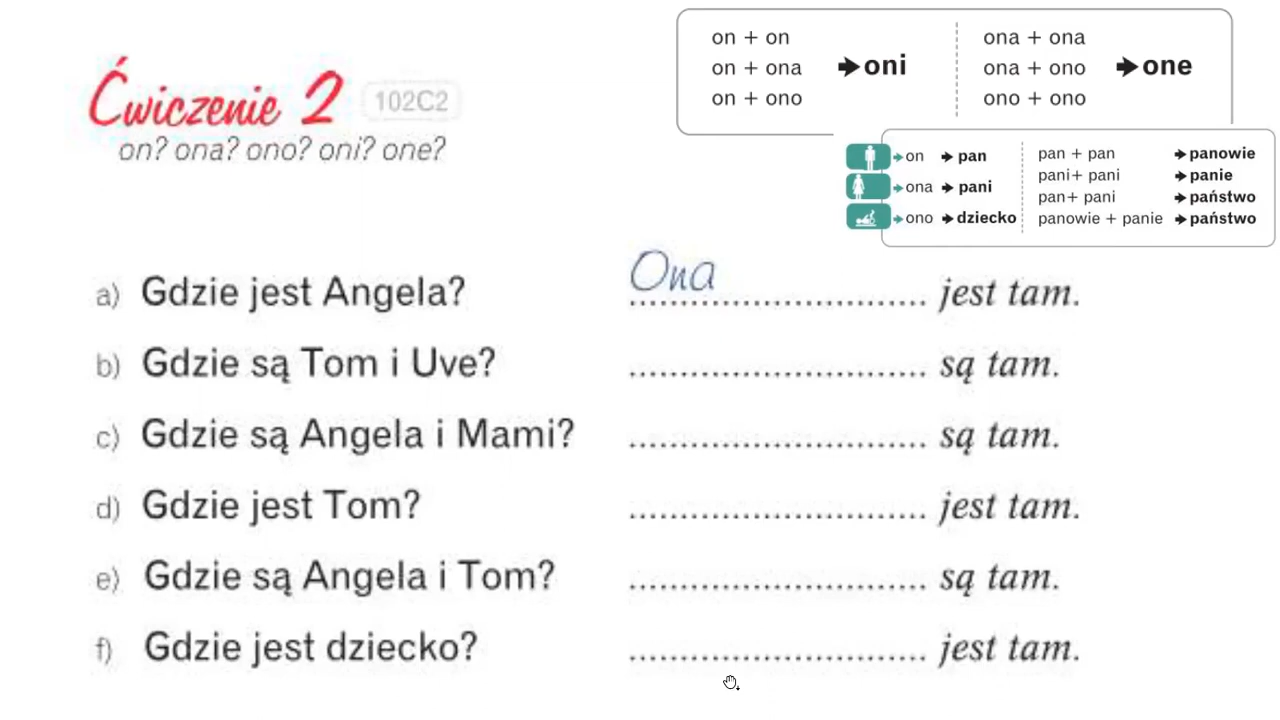 on + on
on + ona
on + ono
➔oni
ona + ona
ona + ono
ono + ono
➔one
Ćwiczenie 2 102C2
on? ona? ono? oni? one?
➔on ➔pan
➔ona ➔pani
➔ono ➔dziecko
pan + pan ➔panowie
pani+ pani ➔panie
pan+ pani ➔państwo
panowie + panie ➔państwo
a) Gdzie jest Angela? Ona jest tam.
b) Gdzie są Tom i Uve? .............................. są tam.
c) Gdzie są Angela i Mami? .............................. są tam.
d) Gdzie jest Tom? .............................. jest tam.
e) Gdzie są Angela i Tom? .............................. są tam.
f) Gdzie jest dziecko? .............................. jest tam.